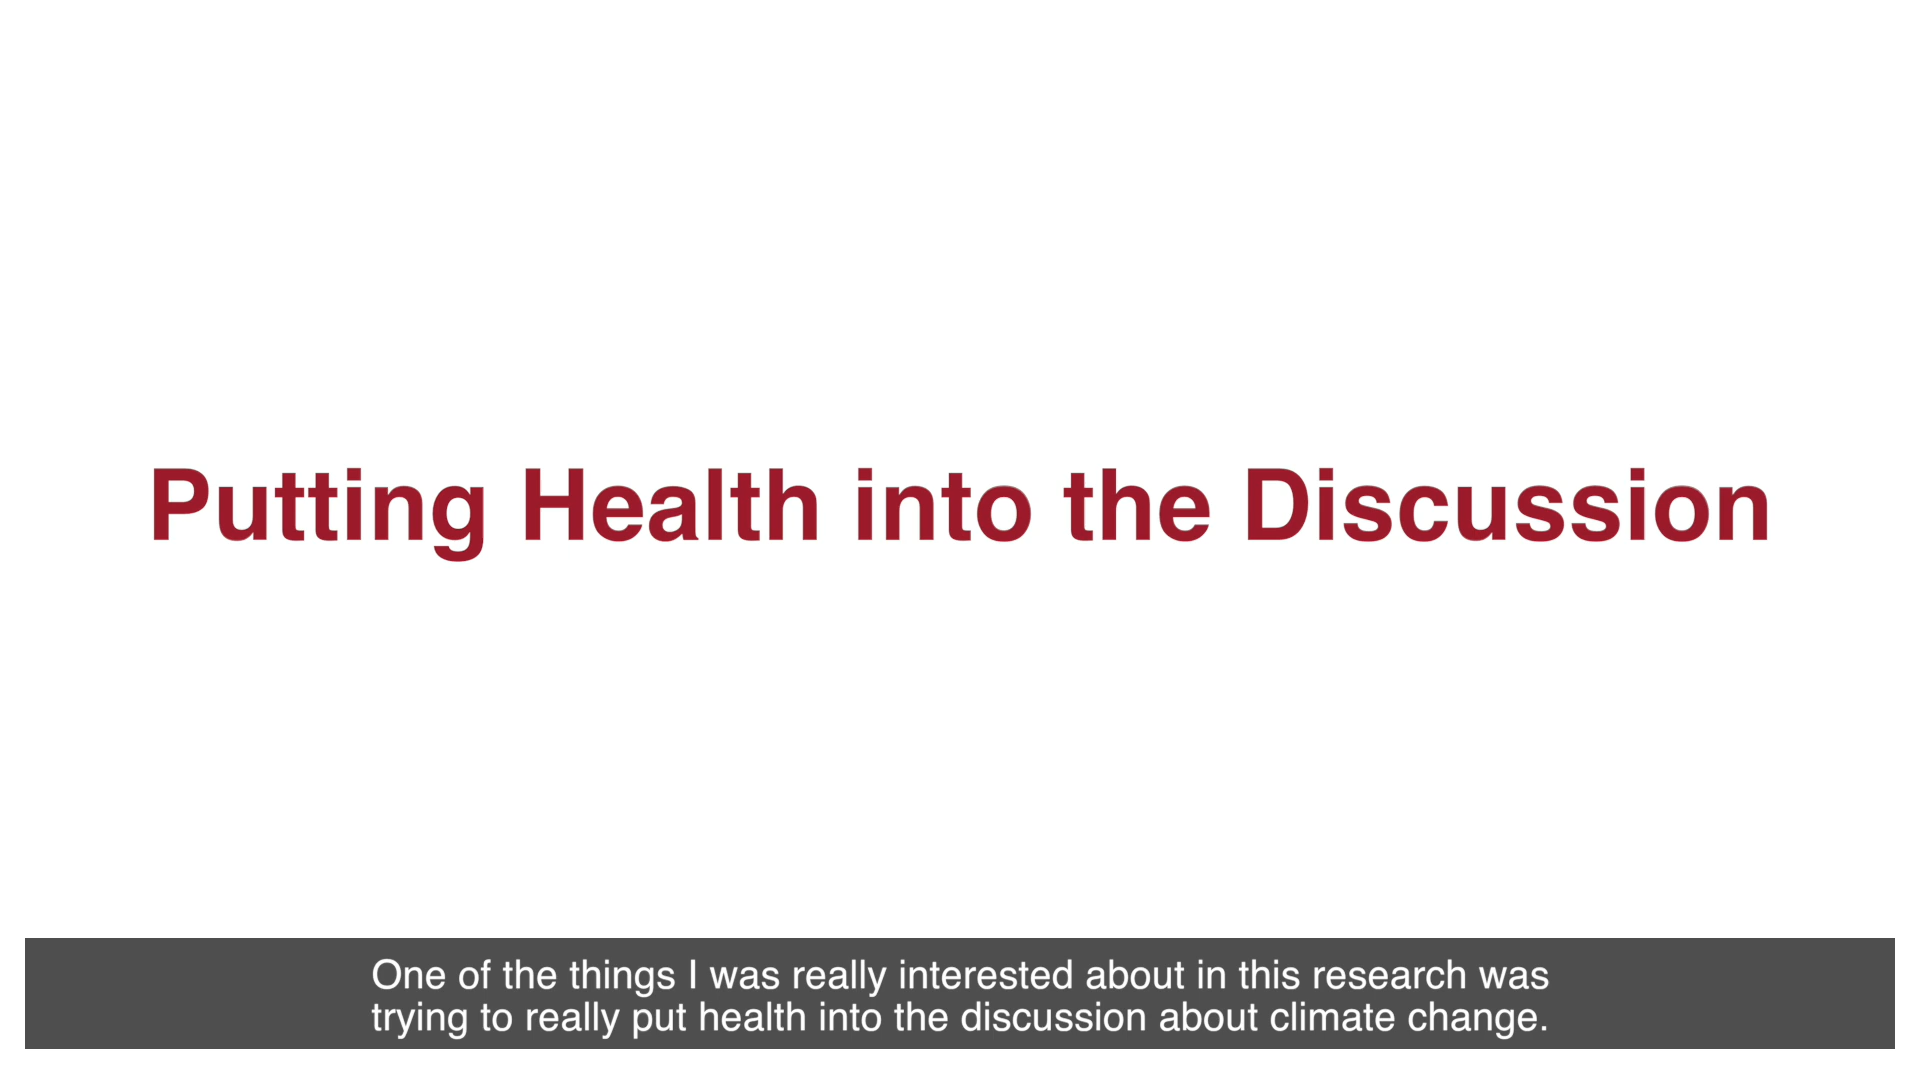 Putting Health into the Discussion
One of the things I was really interested about in this research was
trying to really put health into the discussion about climate change.